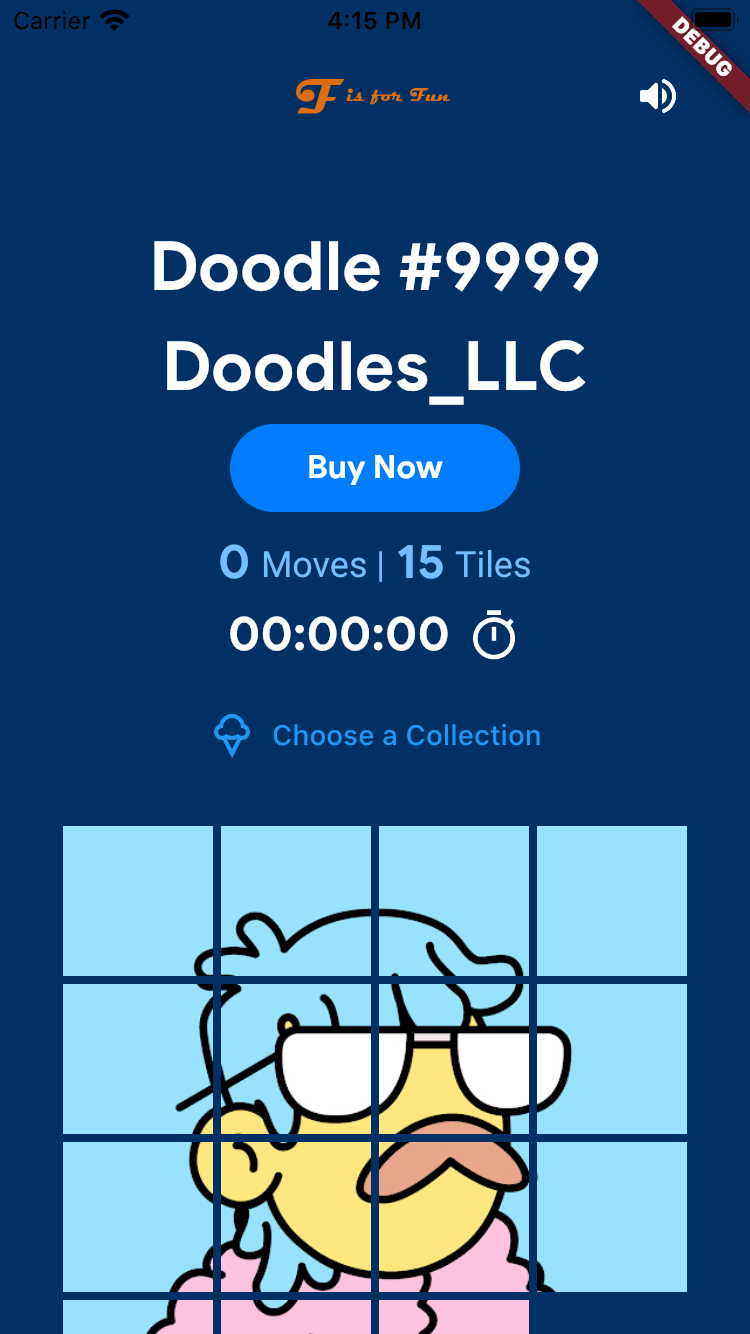 Carrier 4:15 PM
DEBUG
F is for Fun
Doodle #9999
Doodles_LLC
Buy Now
0 Moves | 15 Tiles
00:00:00
Choose a Collection